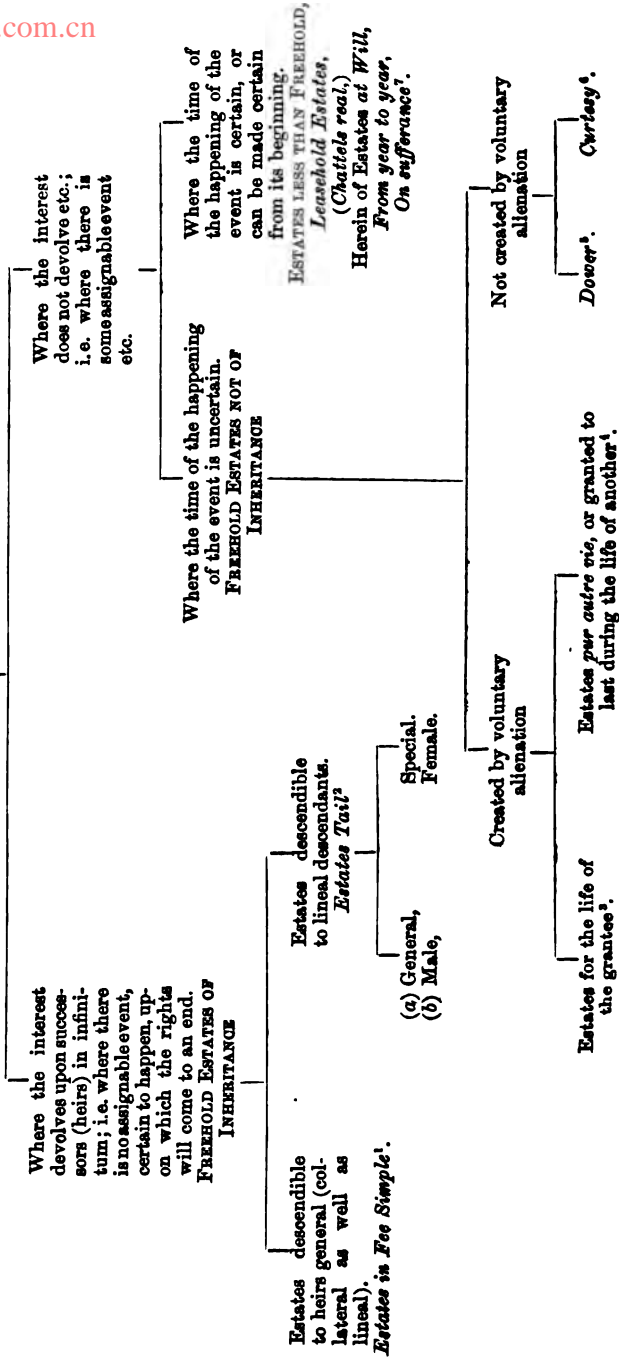 com.cn
Where the interest
devolves upon succes-
sors (heirs) in infini-
tum; i.e. where there
is no assignable event,
certain to happen, up-
on which the rights
will come to an end.
FREEHOLD ESTATES OF
INHERITANCE
Where the interest
does not devolve etc.;
i.e. where there is
some assignable event
etc.
Estates descendible
to heirs general (col-
lateral as well as
lineal).
Estates in Fee Simple¹.
Estates descendible
to lineal descendants.
Estates Tail²
(a) General,
(b) Male,
Special.
Female.
Where the time of the happening
of the event is uncertain.
FREEHOLD ESTATES NOT OF
INHERITANCE
Where the time of
the happening of the
event is certain, or
can be made certain
from its beginning.
ESTATES LESS THAN FREEHOLD,
Leasehold Estates,
(Chattels real,)
Herein of Estates at Will,
From year to year,
On sufferance⁷.
Created by voluntary
alienation
Not created by voluntary
alienation
Estates for the life of
the grantee³.
Estates pur autre vie, or granted to
last during the life of another⁴.
Dower⁵.
Curtesy⁶.